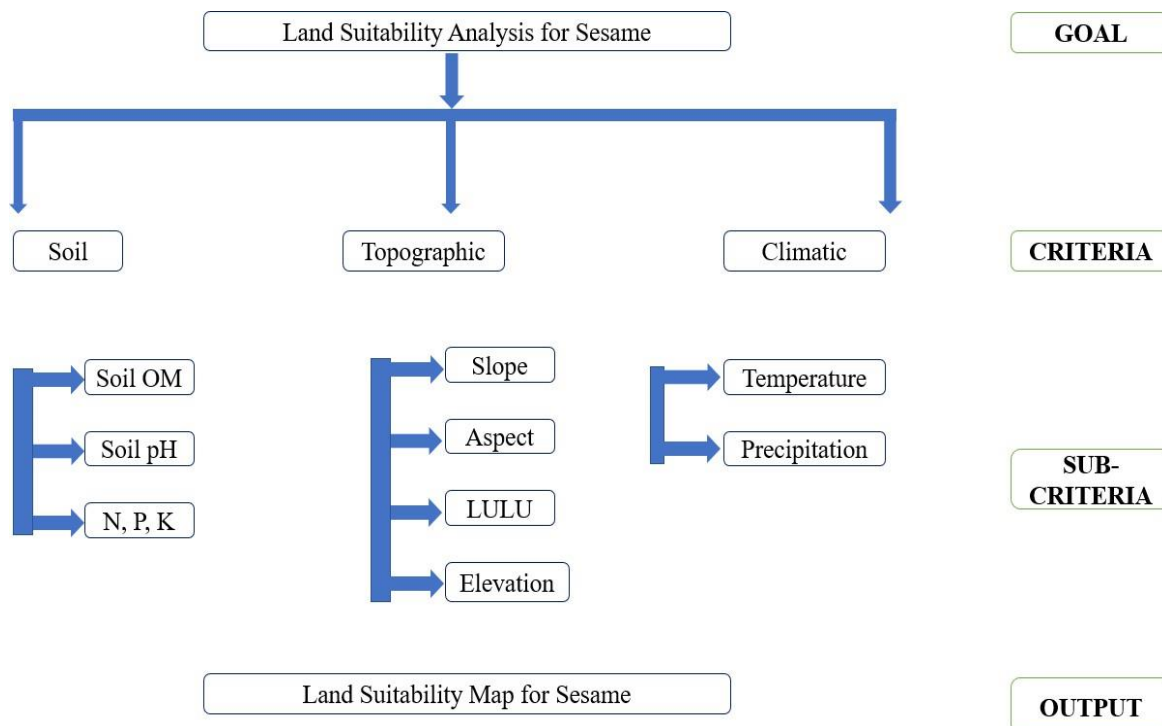 Land Suitability Analysis for Sesame
GOAL
Soil
Topographic
Climatic
CRITERIA
Soil OM
Soil pH
N, P, K
Slope
Aspect
LULU
Elevation
Temperature
Precipitation
SUB-
CRITERIA
Land Suitability Map for Sesame
OUTPUT